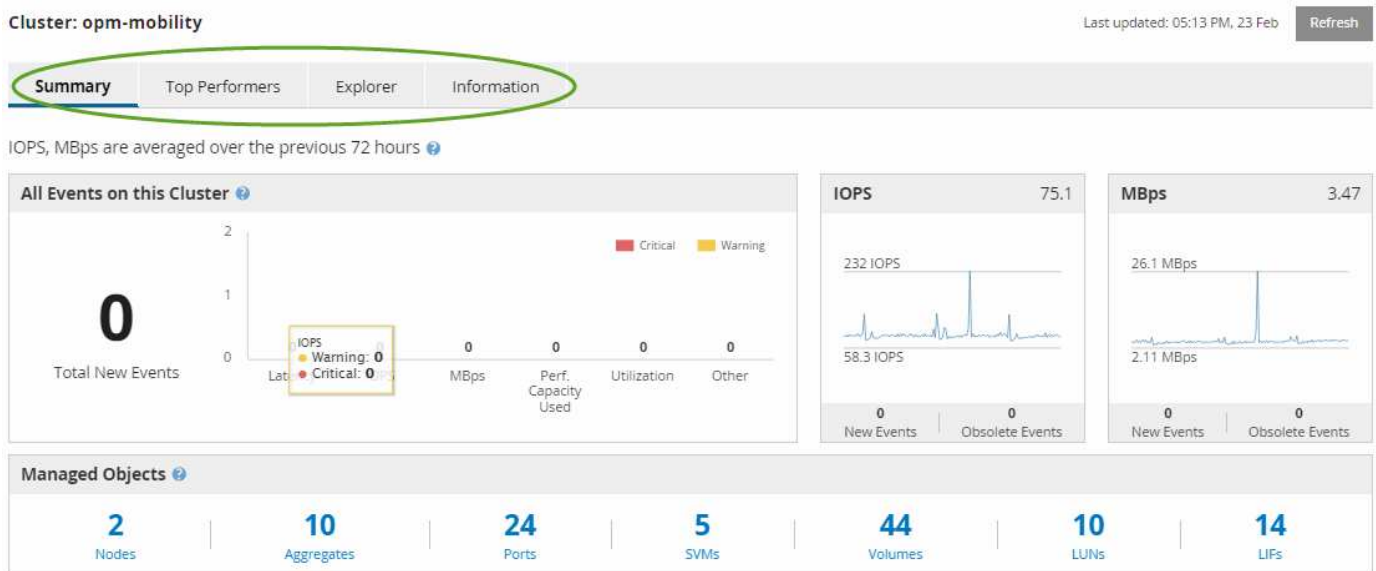 Cluster: opm-mobility
Last updated: 05:13 PM, 23 Feb
Refresh
Summary
Top Performers
Explorer
Information
IOPS, MBps are averaged over the previous 72 hours
All Events on this Cluster
0
Total New Events
2
1
0
Critical
Warning
IOPS
Warning: 0
Critical: 0
0
0
0
0
MBps
Perf.
Capacity
Used
Utilization
Other
IOPS
75.1
232 IOPS
58.3 IOPS
0
New Events
0
Obsolete Events
MBps
3.47
26.1 MBps
2.11 MBps
0
New Events
0
Obsolete Events
Managed Objects
2
Nodes
10
Aggregates
24
Ports
5
SVMs
44
Volumes
10
LUNs
14
LIFs